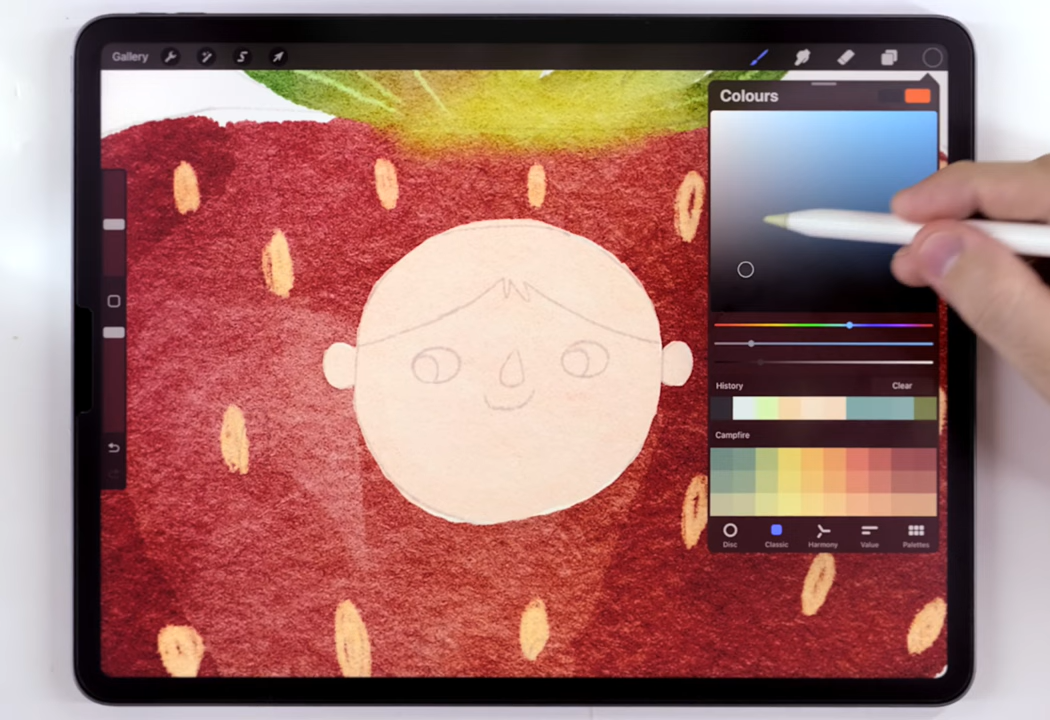 Gallery
Colours
History Clear
Campfire
Disc Classic Harmony Value Palettes